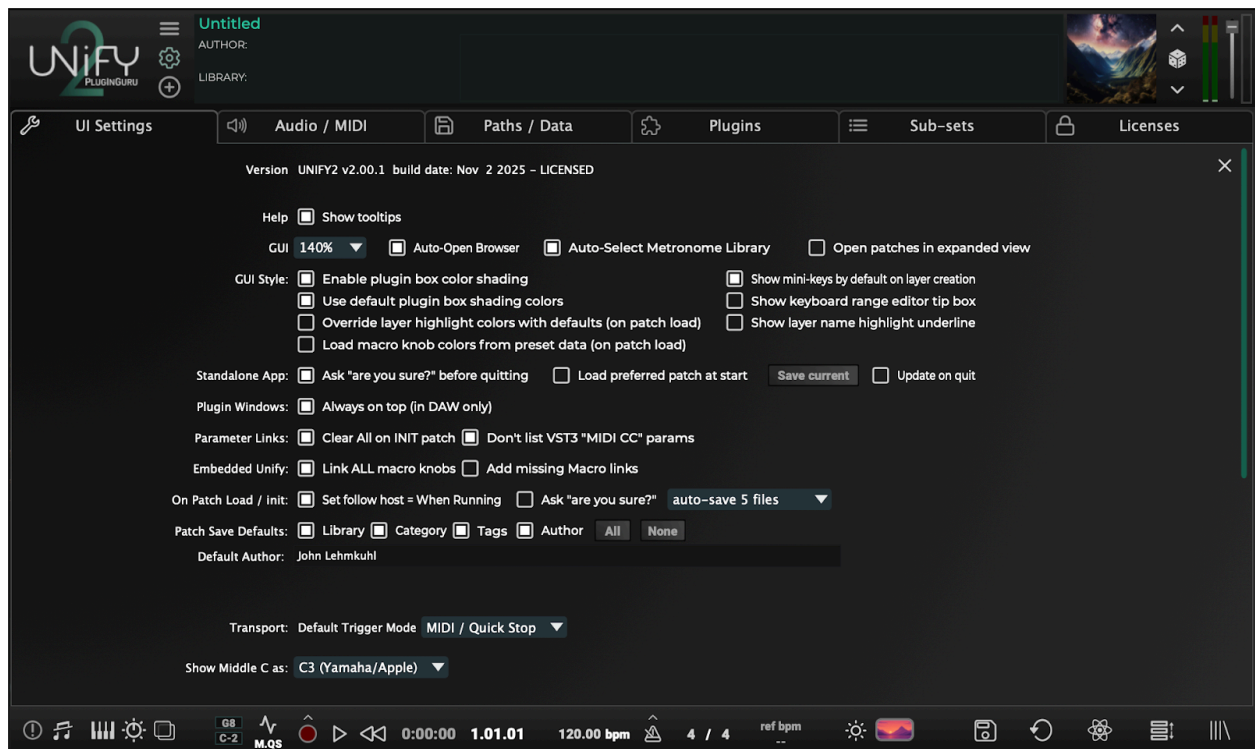 Untitled
AUTHOR:
UNIFY
2
PLUGINGURU
LIBRARY:
UI Settings
Audio / MIDI
Paths / Data
Plugins
Sub-sets
Licenses
Version UNIFY2 v2.00.1 build date: Nov 2 2025 – LICENSED
Help Show tooltips
GUI 140% Auto-Open Browser Auto-Select Metronome Library Open patches in expanded view
GUI Style: Enable plugin box color shading Show mini-keys by default on layer creation
Use default plugin box shading colors Show keyboard range editor tip box
Override layer highlight colors with defaults (on patch load) Show layer name highlight underline
Load macro knob colors from preset data (on patch load)
Standalone App: Ask "are you sure?" before quitting Load preferred patch at start Save current Update on quit
Plugin Windows: Always on top (in DAW only)
Parameter Links: Clear All on INIT patch Don't list VST3 "MIDI CC" params
Embedded Unify: Link ALL macro knobs Add missing Macro links
On Patch Load / init: Set follow host = When Running Ask "are you sure?" auto-save 5 files
Patch Save Defaults: Library Category Tags Author All None
Default Author: John Lehmkuhl
Transport: Default Trigger Mode MIDI / Quick Stop
Show Middle C as: C3 (Yamaha/Apple)
G8
C-2
M.QS
0:00:00 1.01.01 120.00 bpm 4 / 4
ref bpm
--